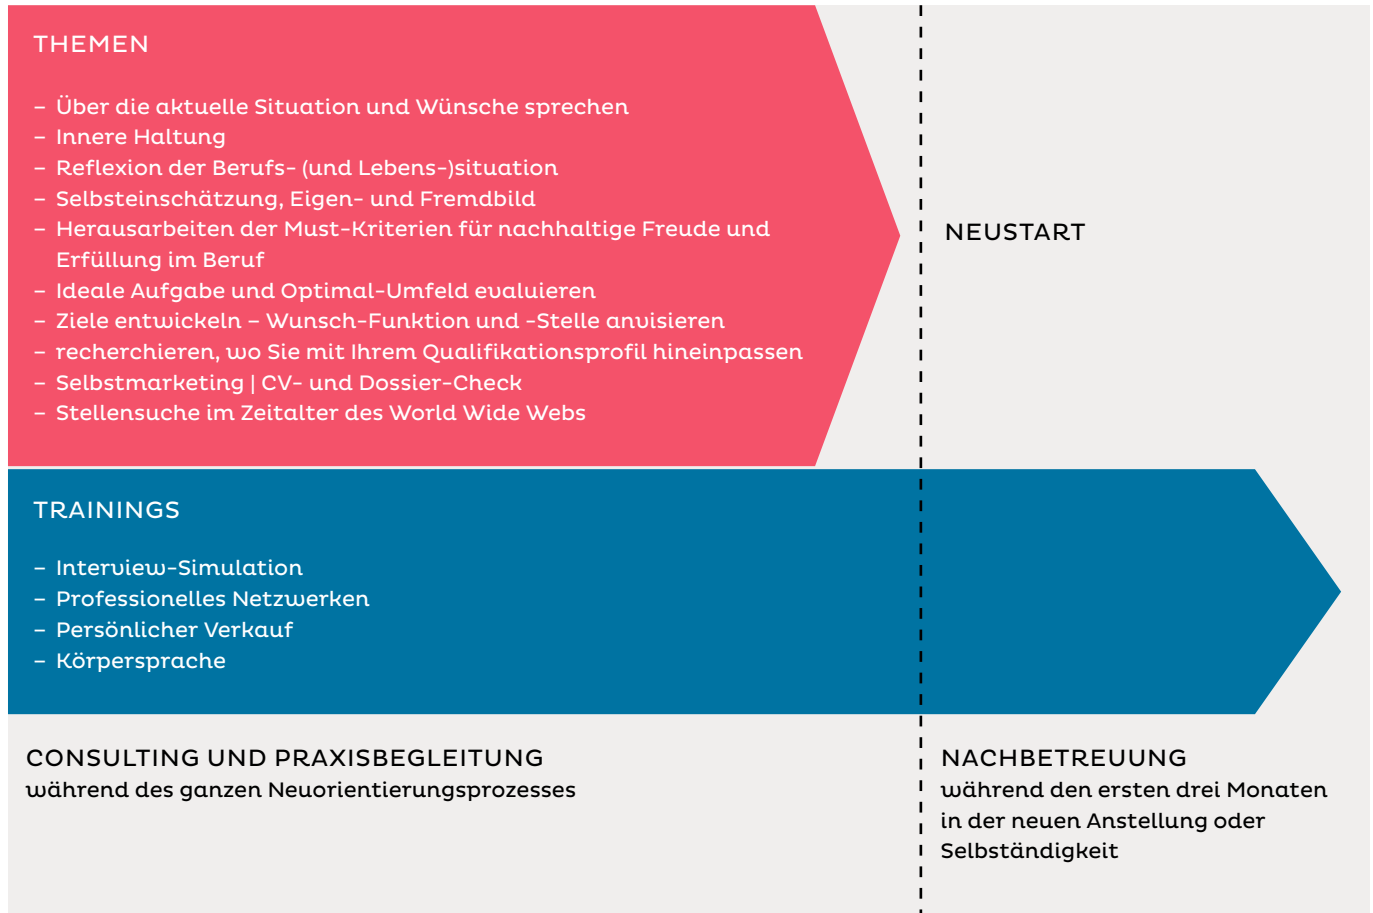 THEMEN
– Über die aktuelle Situation und Wünsche sprechen
– Innere Haltung
– Reflexion der Berufs- (und Lebens-)situation
– Selbsteinschätzung, Eigen- und Fremdbild
– Herausarbeiten der Must-Kriterien für nachhaltige Freude und
Erfüllung im Beruf
– Ideale Aufgabe und Optimal-Umfeld evaluieren
– Ziele entwickeln – Wunsch-Funktion und -Stelle anvisieren
– recherchieren, wo Sie mit Ihrem Qualifikationsprofil hineinpassen
– Selbstmarketing | CV- und Dossier-Check
– Stellensuche im Zeitalter des World Wide Webs
NEUSTART
TRAININGS
– Interview-Simulation
– Professionelles Netzwerken
– Persönlicher Verkauf
– Körpersprache
CONSULTING UND PRAXISBEGLEITUNG
während des ganzen Neuorientierungsprozesses
NACHBETREUUNG
während den ersten drei Monaten
in der neuen Anstellung oder
Selbständigkeit